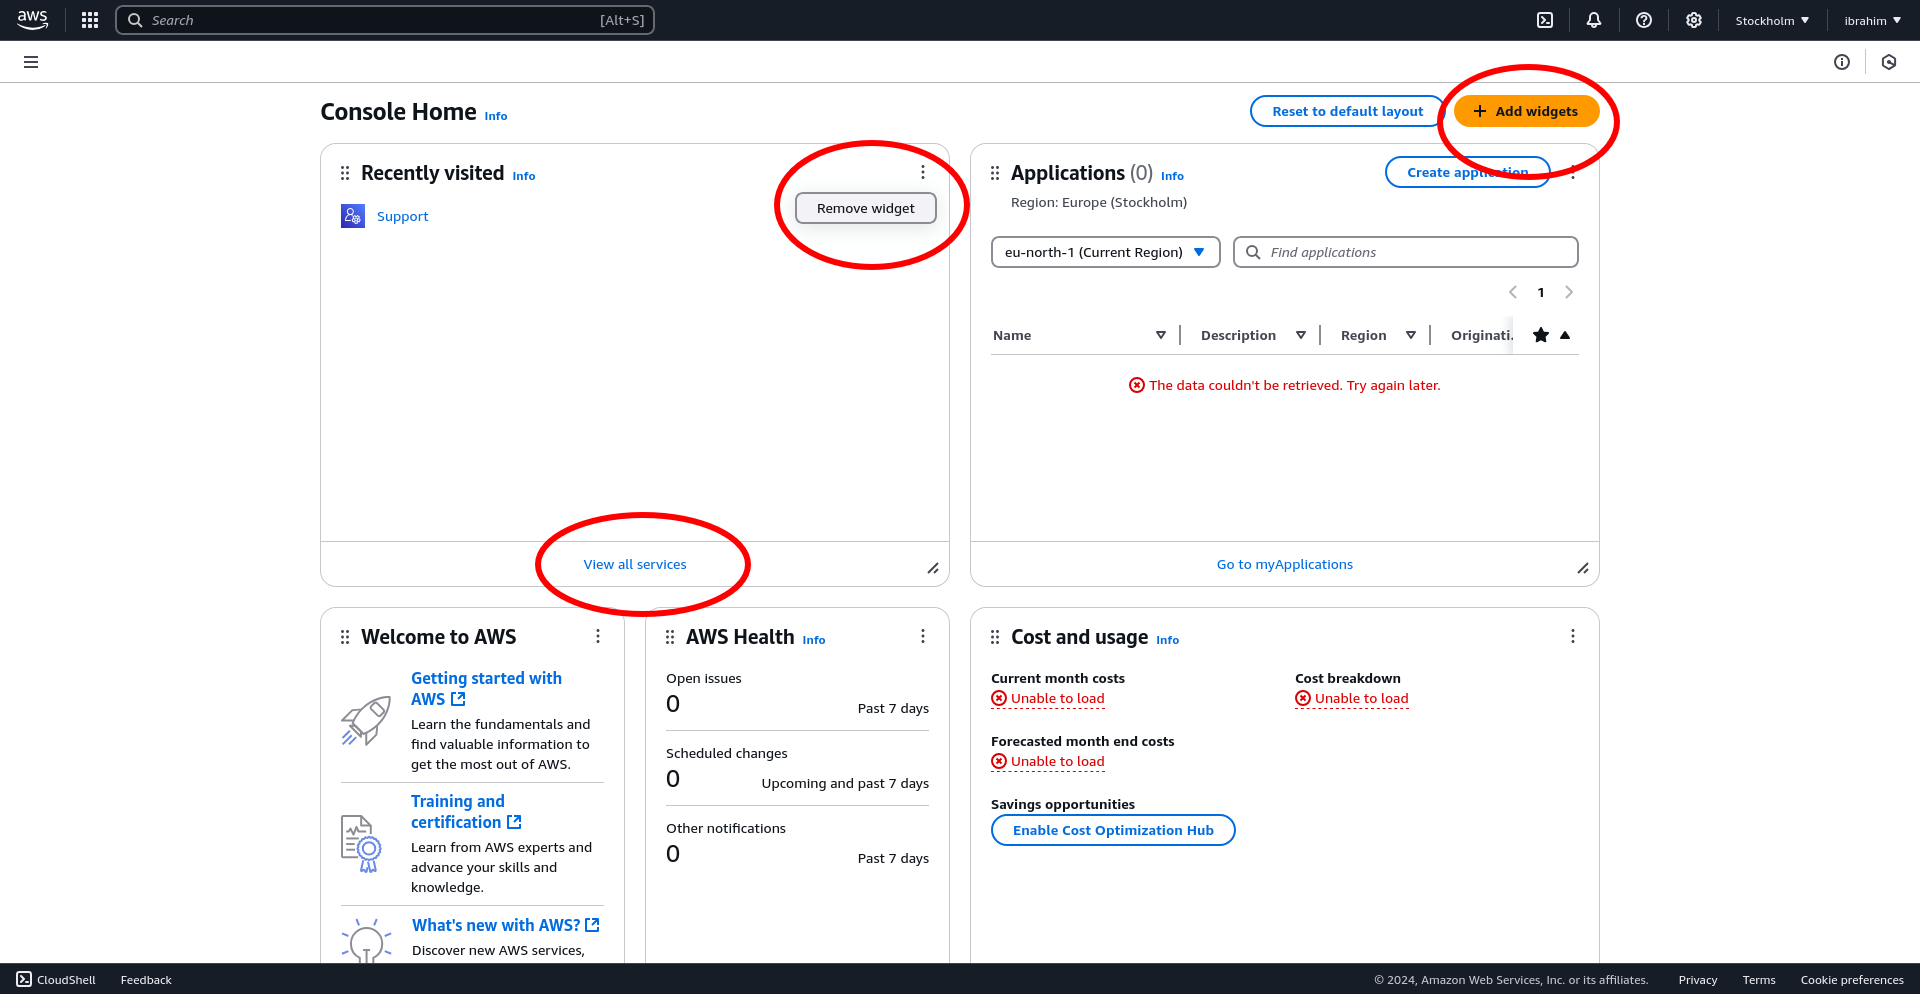 aws
Search
[Alt+S]
Stockholm
ibrahim
Console Home Info
Reset to default layout
Add widgets
Recently visited Info
Support
Remove widget
View all services
Applications (0) Info
Create application
Region: Europe (Stockholm)
eu-north-1 (Current Region)
Find applications
1
Name
Description
Region
Originati.
The data couldn't be retrieved. Try again later.
Go to myApplications
Welcome to AWS
Getting started with
AWS
Learn the fundamentals and
find valuable information to
get the most out of AWS.
Training and
certification
Learn from AWS experts and
advance your skills and
knowledge.
What's new with AWS?
Discover new AWS services,
AWS Health Info
Open issues
0
Past 7 days
Scheduled changes
0
Upcoming and past 7 days
Other notifications
0
Past 7 days
Cost and usage Info
Current month costs
Unable to load
Cost breakdown
Unable to load
Forecasted month end costs
Unable to load
Savings opportunities
Enable Cost Optimization Hub
CloudShell
Feedback
© 2024, Amazon Web Services, Inc. or its affiliates.
Privacy
Terms
Cookie preferences